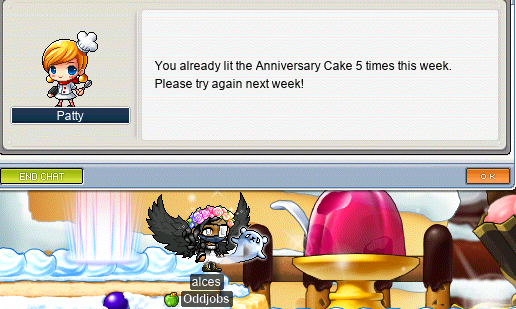 You already lit the Anniversary Cake 5 times this week.
Please try again next week!
Patty
END CHAT
OK
alces
Oddjobs